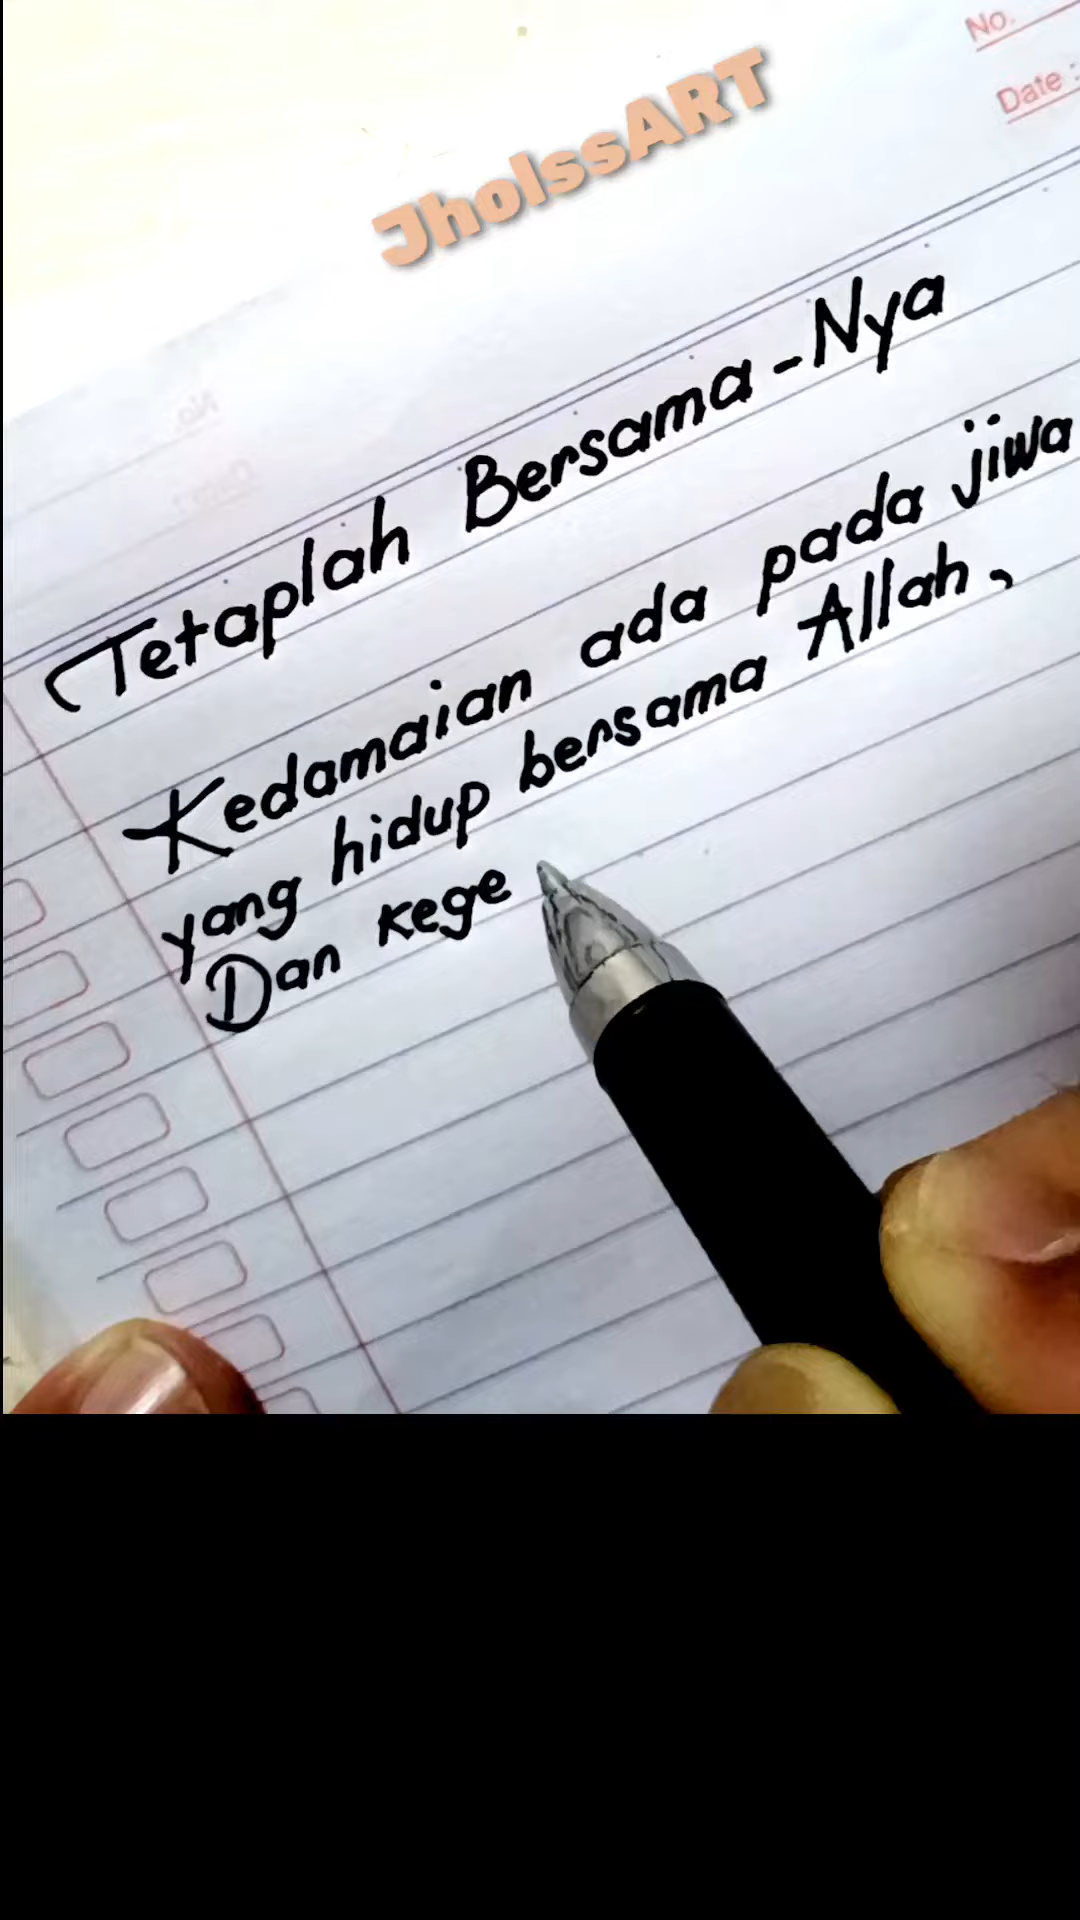 No.
Date :
JholssART
Tetaplah Bersama-Nya
Kedamaian ada pada jiwa
yang hidup bersama Allah,
Dan kege